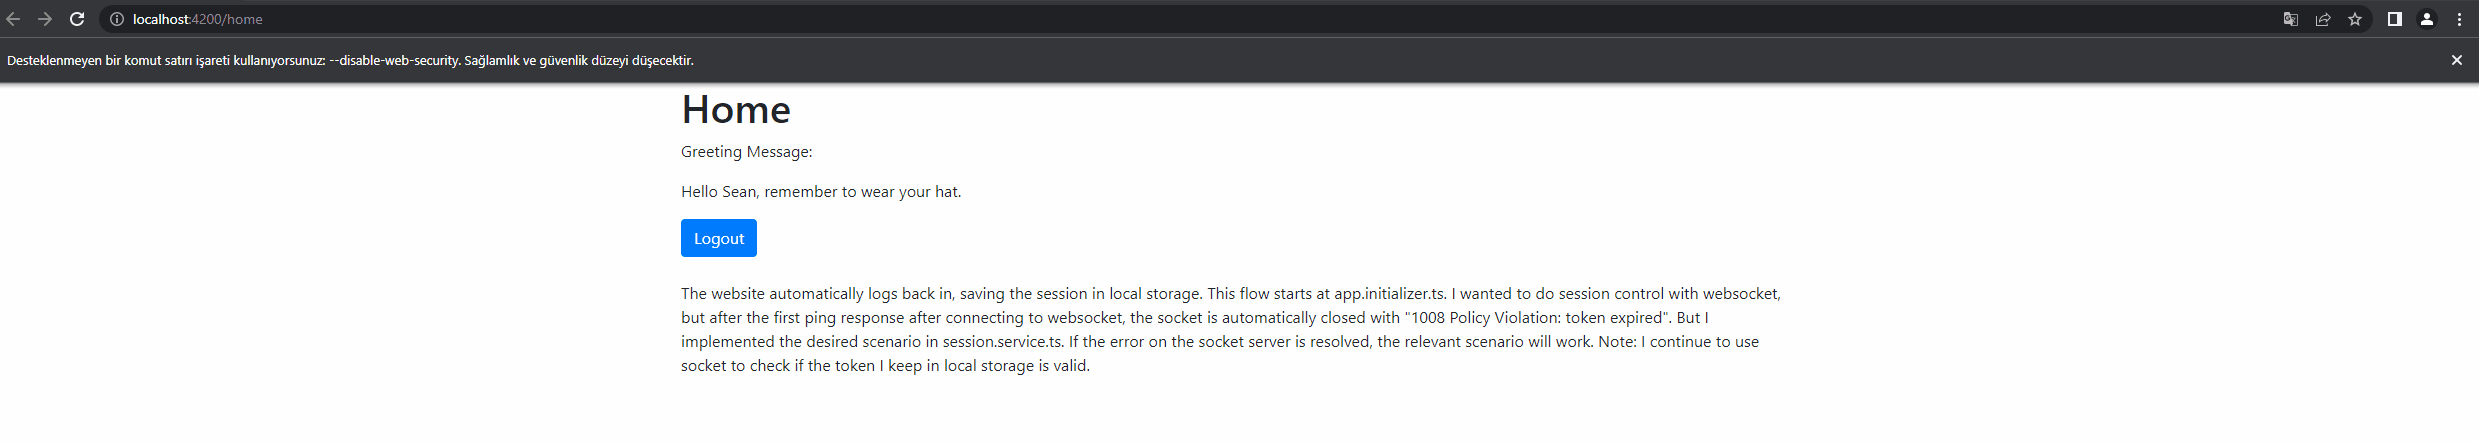 localhost:4200/home
Desteklenmeyen bir komut satırı işareti kullanıyorsunuz: --disable-web-security. Sağlamlık ve güvenlik düzeyi düşecektir.
Home
Greeting Message:
Hello Sean, remember to wear your hat.
Logout
The website automatically logs back in, saving the session in local storage. This flow starts at app.initializer.ts. I wanted to do session control with websocket,
but after the first ping response after connecting to websocket, the socket is automatically closed with "1008 Policy Violation: token expired". But I
implemented the desired scenario in session.service.ts. If the error on the socket server is resolved, the relevant scenario will work. Note: I continue to use
socket to check if the token I keep in local storage is valid.